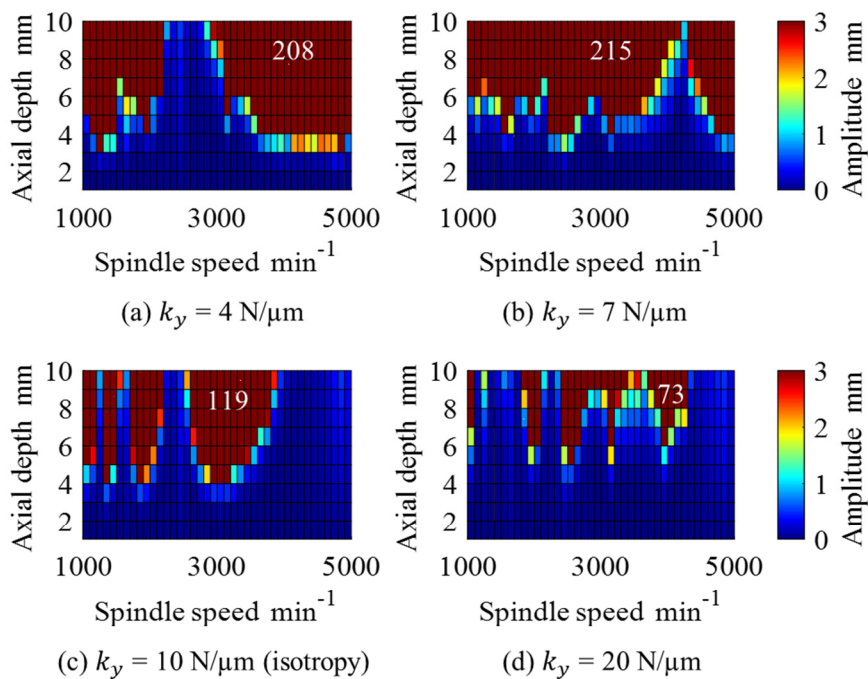 10
8
6
4
2
Axial depth mm
208
1000 3000 5000
Spindle speed min⁻¹
(a) k_y = 4 N/µm
10
8
6
4
2
Axial depth mm
215
1000 3000 5000
Spindle speed min⁻¹
(b) k_y = 7 N/µm
3
2
1
0
Amplitude mm
10
8
6
4
2
Axial depth mm
119
1000 3000 5000
Spindle speed min⁻¹
(c) k_y = 10 N/µm (isotropy)
10
8
6
4
2
Axial depth mm
73
1000 3000 5000
Spindle speed min⁻¹
(d) k_y = 20 N/µm
3
2
1
0
Amplitude mm